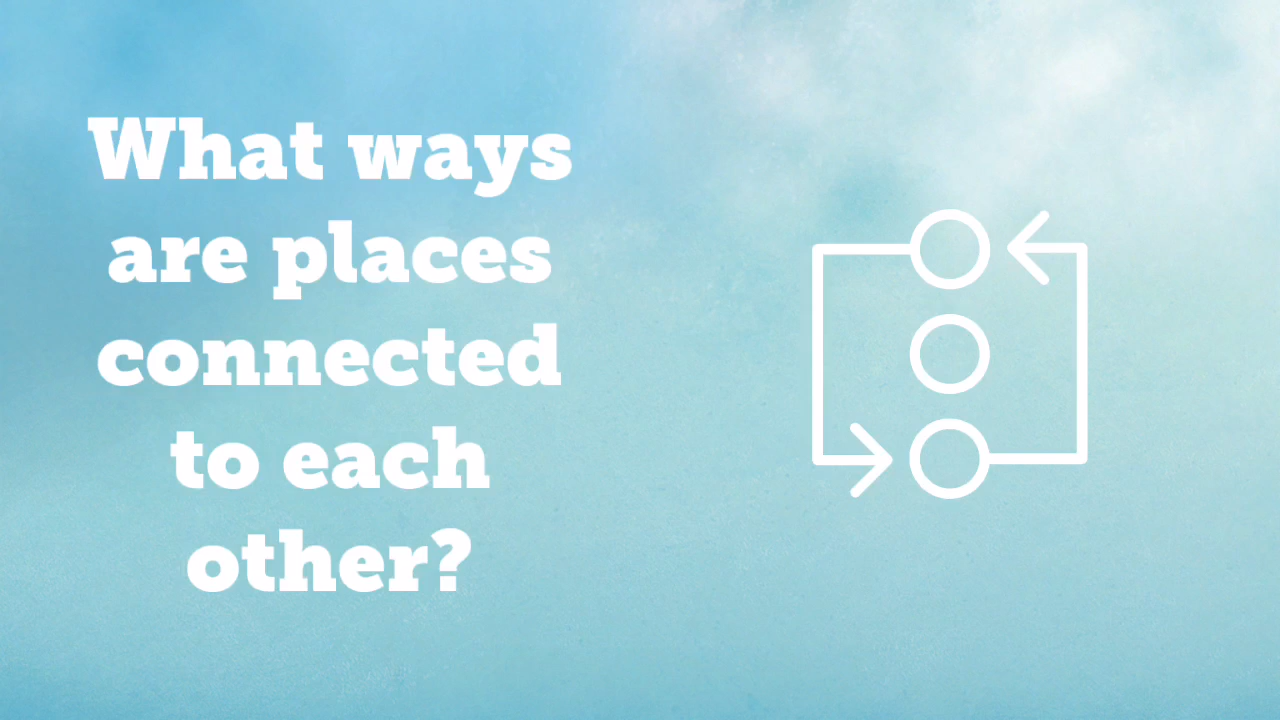 What ways
are places
connected
to each
other?